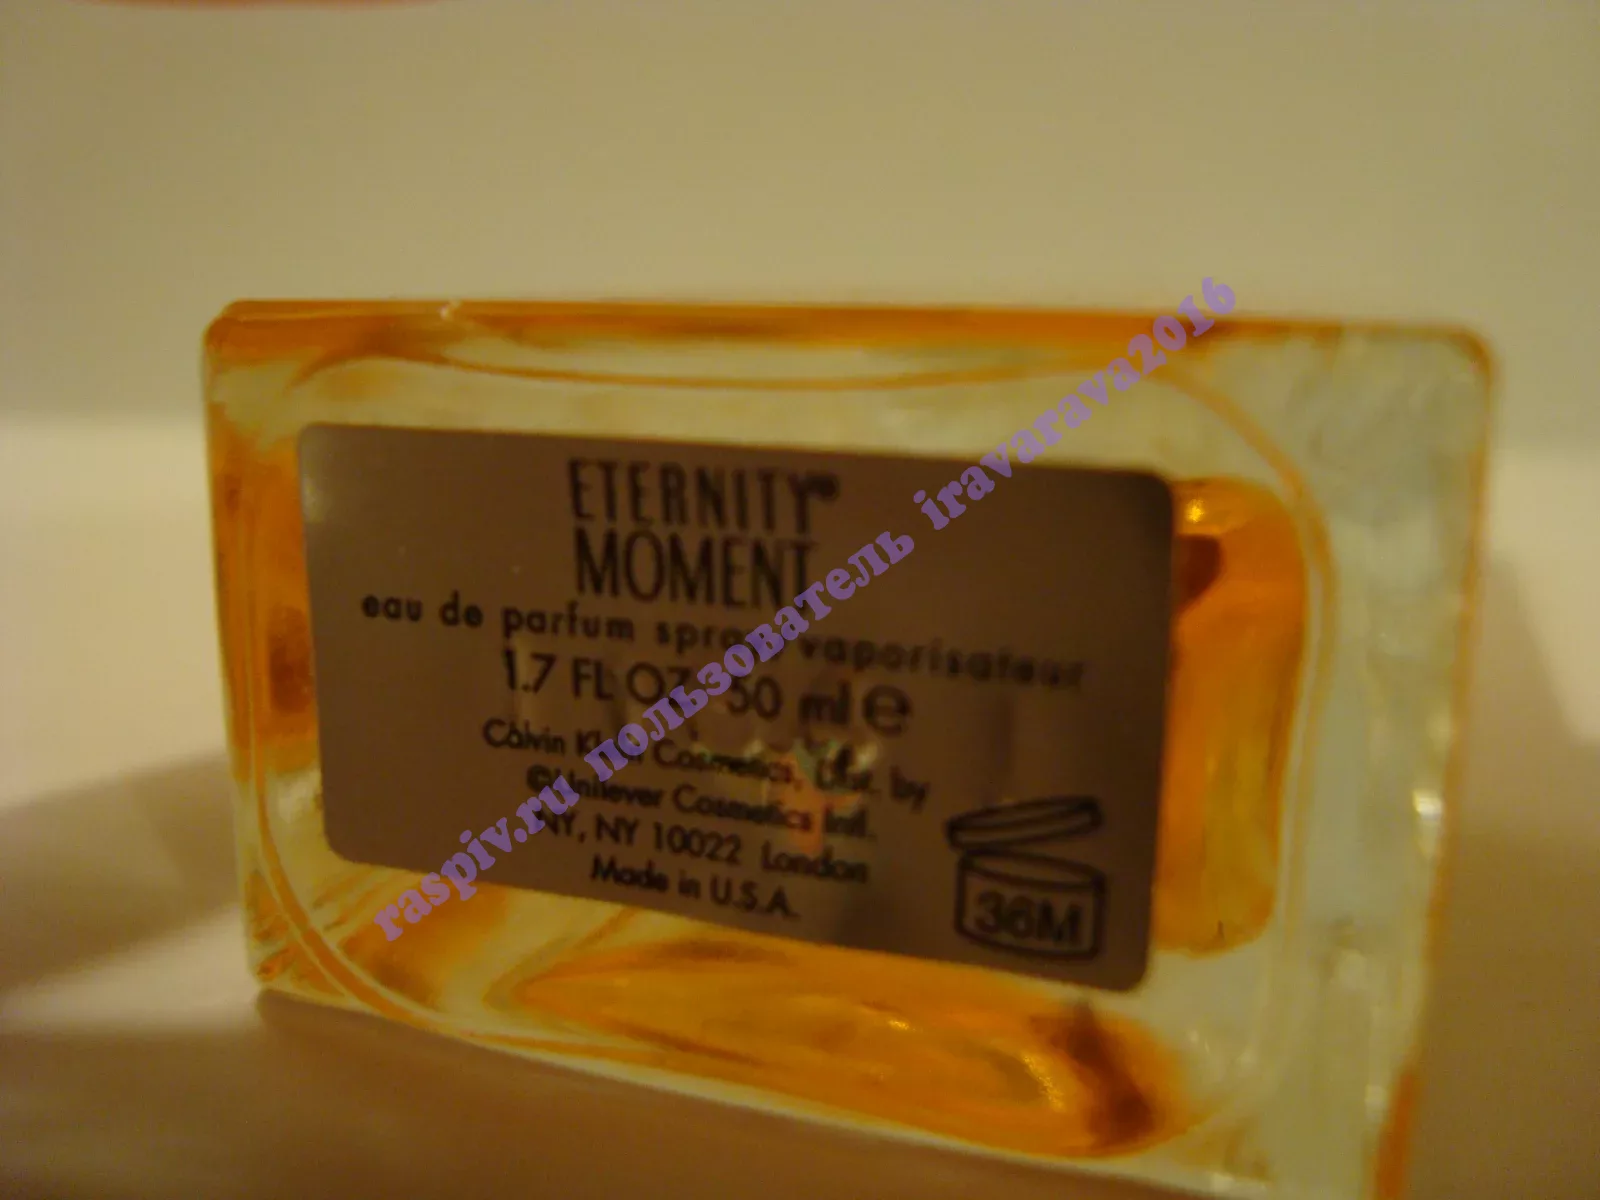 ETERNITY®
MOMENT
eau de parfum spray vaporisateur
1.7 FL OZ 50 ml e
Calvin Klein Cosmetics, Distr. by
©Unilever Cosmetics Intl.
NY, NY 10022 London
Made in U.S.A.
36M
raspiv.ru пользователь iravarava2016